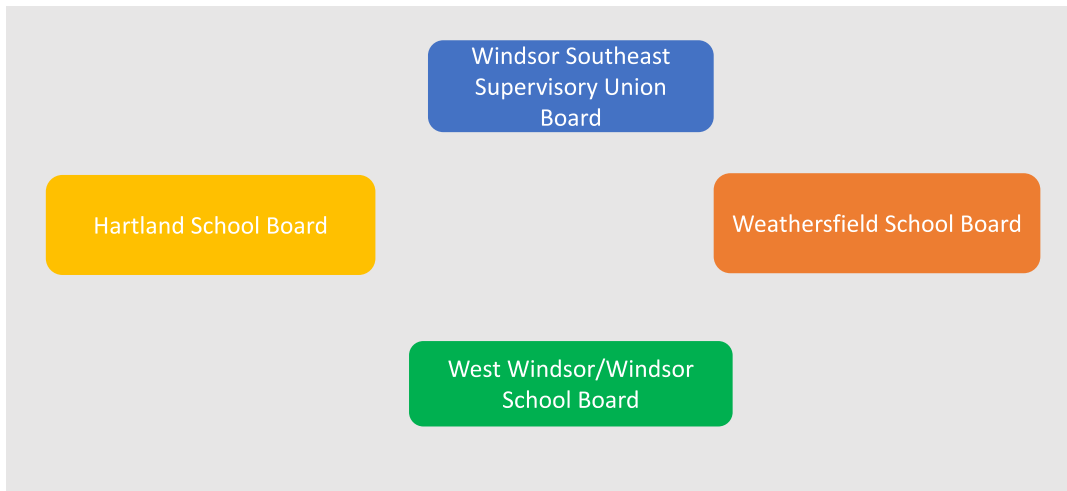 Windsor Southeast
Supervisory Union
Board
Hartland School Board
Weathersfield School Board
West Windsor/Windsor
School Board